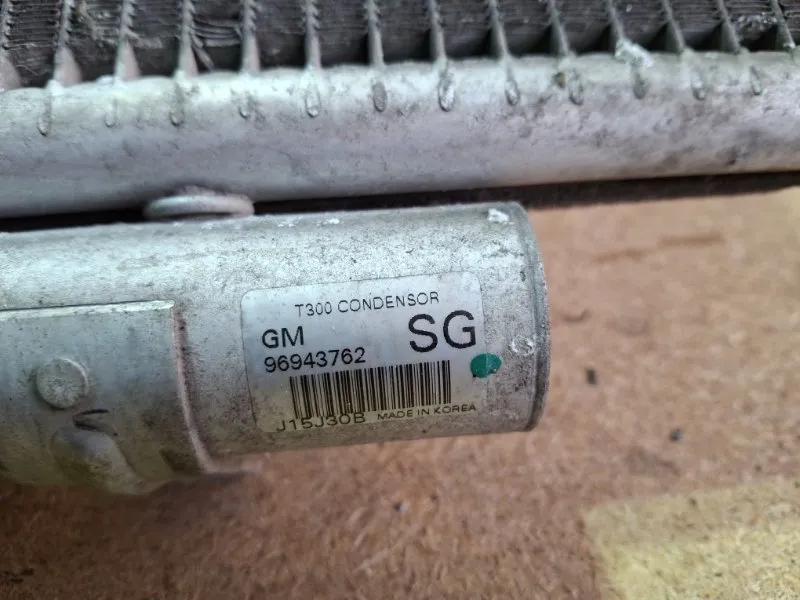 T300 CONDENSOR
GM SG
96943762
J15J30B MADE IN KOREA